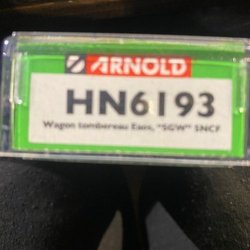 ARNOLD
HN6193
Wagon tombereau Eaos, "SGW" SNCF